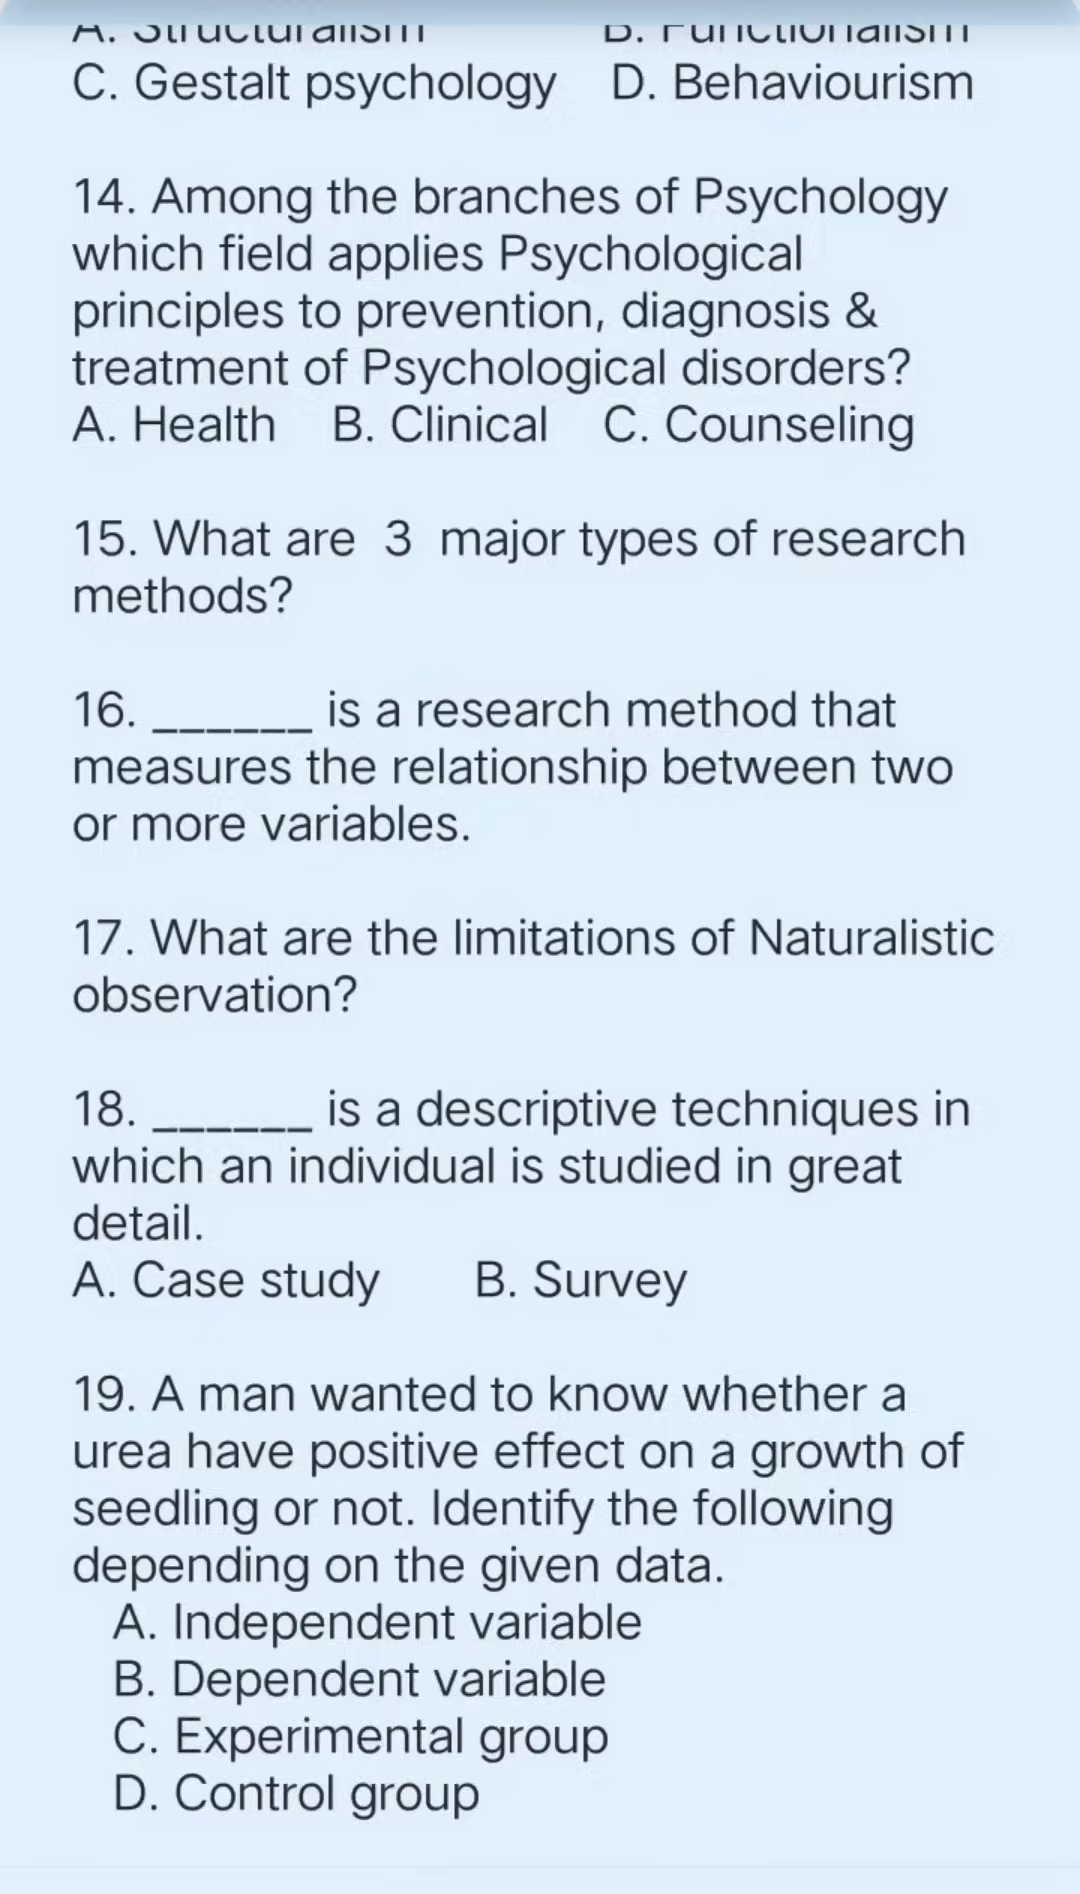 A. Structuralism B. Functionalism
C. Gestalt psychology D. Behaviourism
14. Among the branches of Psychology
which field applies Psychological
principles to prevention, diagnosis &
treatment of Psychological disorders?
A. Health B. Clinical C. Counseling
15. What are 3 major types of research
methods?
16. ______ is a research method that
measures the relationship between two
or more variables.
17. What are the limitations of Naturalistic
observation?
18. ______ is a descriptive techniques in
which an individual is studied in great
detail.
A. Case study B. Survey
19. A man wanted to know whether a
urea have positive effect on a growth of
seedling or not. Identify the following
depending on the given data.
A. Independent variable
B. Dependent variable
C. Experimental group
D. Control group